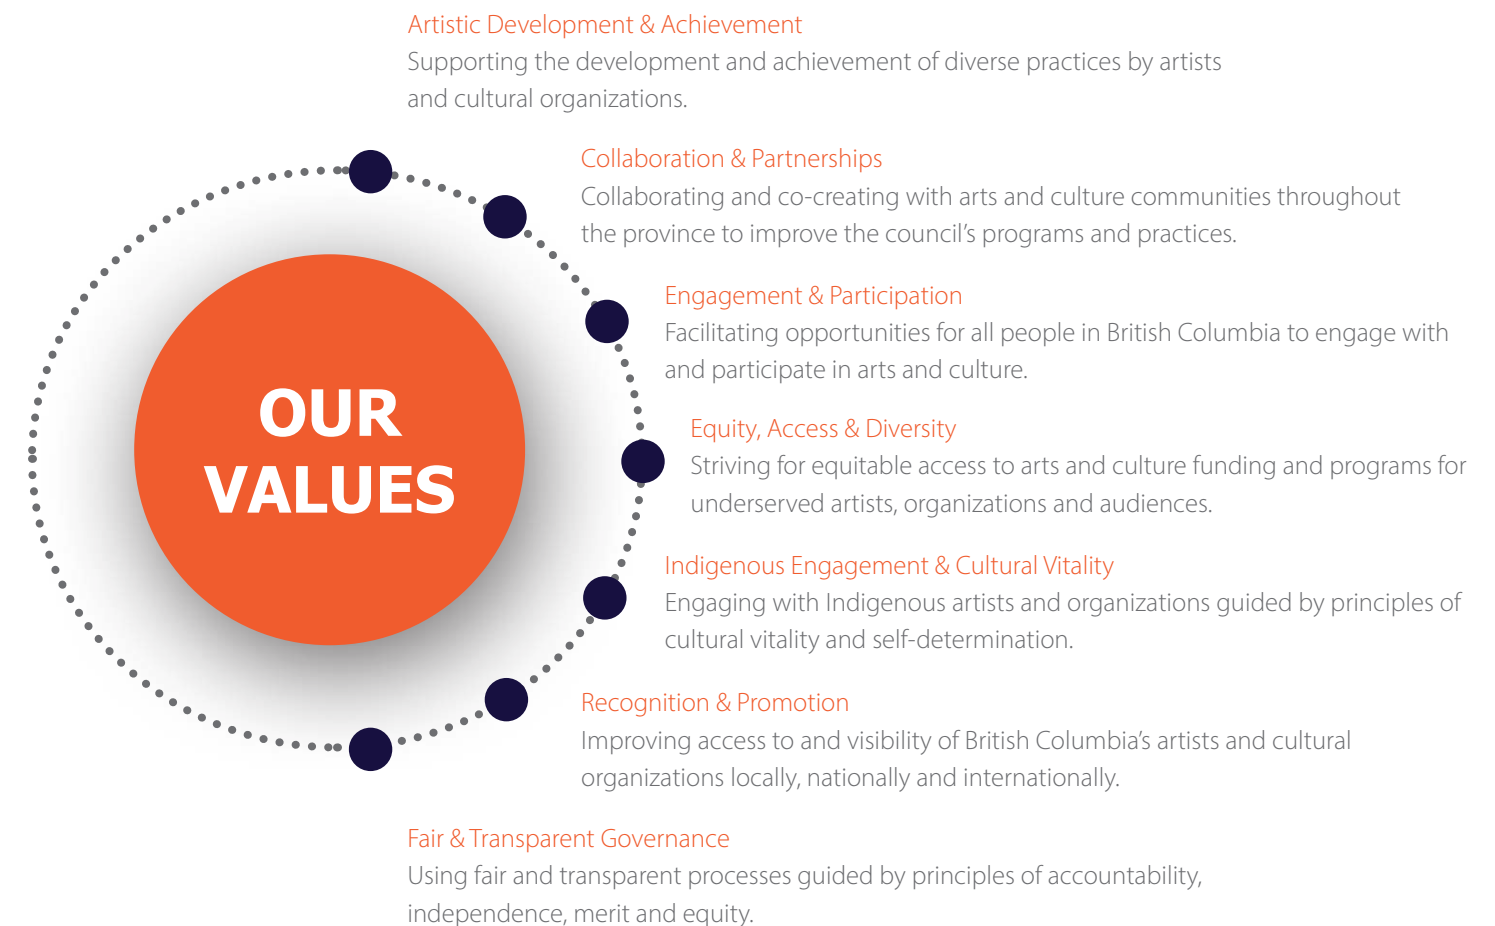 Artistic Development & Achievement
Supporting the development and achievement of diverse practices by artists
and cultural organizations.
Collaboration & Partnerships
Collaborating and co-creating with arts and culture communities throughout
the province to improve the council’s programs and practices.
Engagement & Participation
Facilitating opportunities for all people in British Columbia to engage with
and participate in arts and culture.
OUR
VALUES
Equity, Access & Diversity
Striving for equitable access to arts and culture funding and programs for
underserved artists, organizations and audiences.
Indigenous Engagement & Cultural Vitality
Engaging with Indigenous artists and organizations guided by principles of
cultural vitality and self-determination.
Recognition & Promotion
Improving access to and visibility of British Columbia’s artists and cultural
organizations locally, nationally and internationally.
Fair & Transparent Governance
Using fair and transparent processes guided by principles of accountability,
independence, merit and equity.